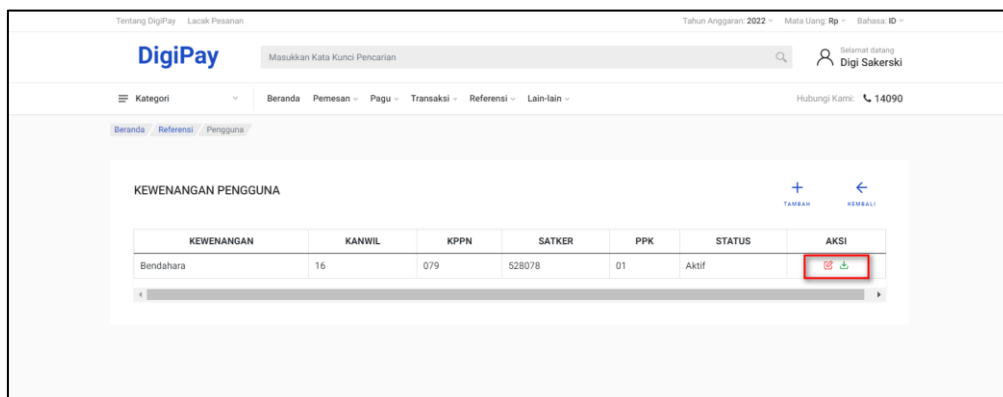 Tentang DigiPay Lacak Pesanan Tahun Anggaran: 2022 Mata Uang: Rp Bahasa: ID
DigiPay Masukkan Kata Kunci Pencarian Selamat datang
Digi Sakerski
Kategori Beranda Pemesan Pagu Transaksi Referensi Lain-lain Hubungi Kami: 14090
Beranda / Referensi / Pengguna
KEWENANGAN PENGGUNA
TAMBAH KEMBALI
KEWENANGAN KANWIL KPPN SATKER PPK STATUS AKSI
Bendahara 16 079 528078 01 Aktif